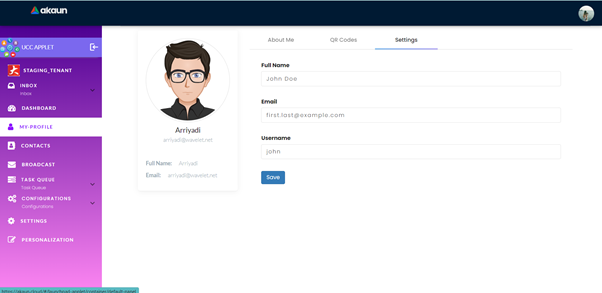 akaun
UCC APPLET
STAGING_TENANT
INBOX
Inbox
DASHBOARD
MY-PROFILE
CONTACTS
BROADCAST
TASK QUEUE
Task Queue
CONFIGURATIONS
Configurations
SETTINGS
PERSONALIZATION
Arriyadi
arriyadi@wavelet.net
Full Name: Arriyadi
Email: arriyadi@wavelet.net
About Me QR Codes Settings
Full Name
John Doe
Email
first.last@example.com
Username
john
Save